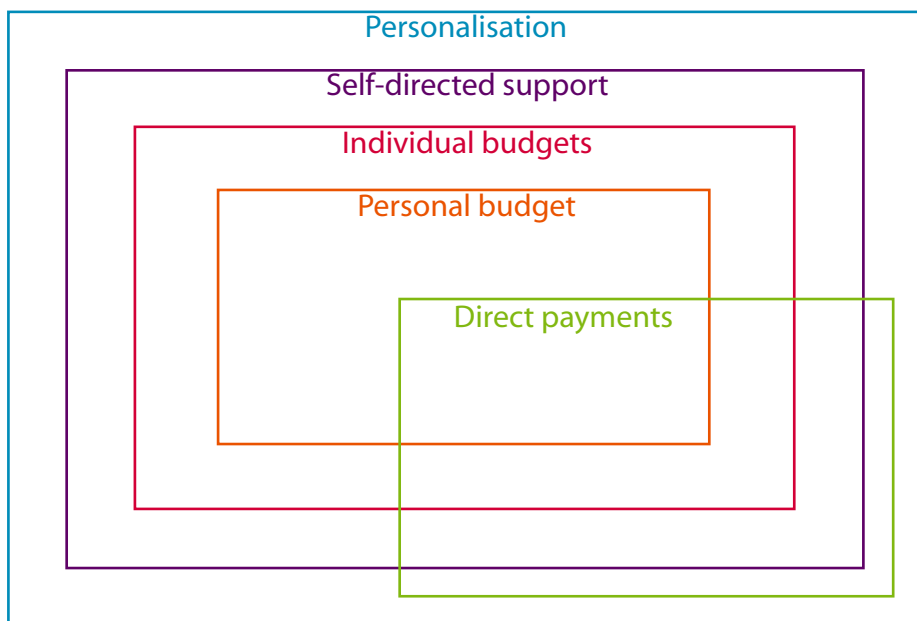 Personalisation
Self-directed support
Individual budgets
Personal budget
Direct payments